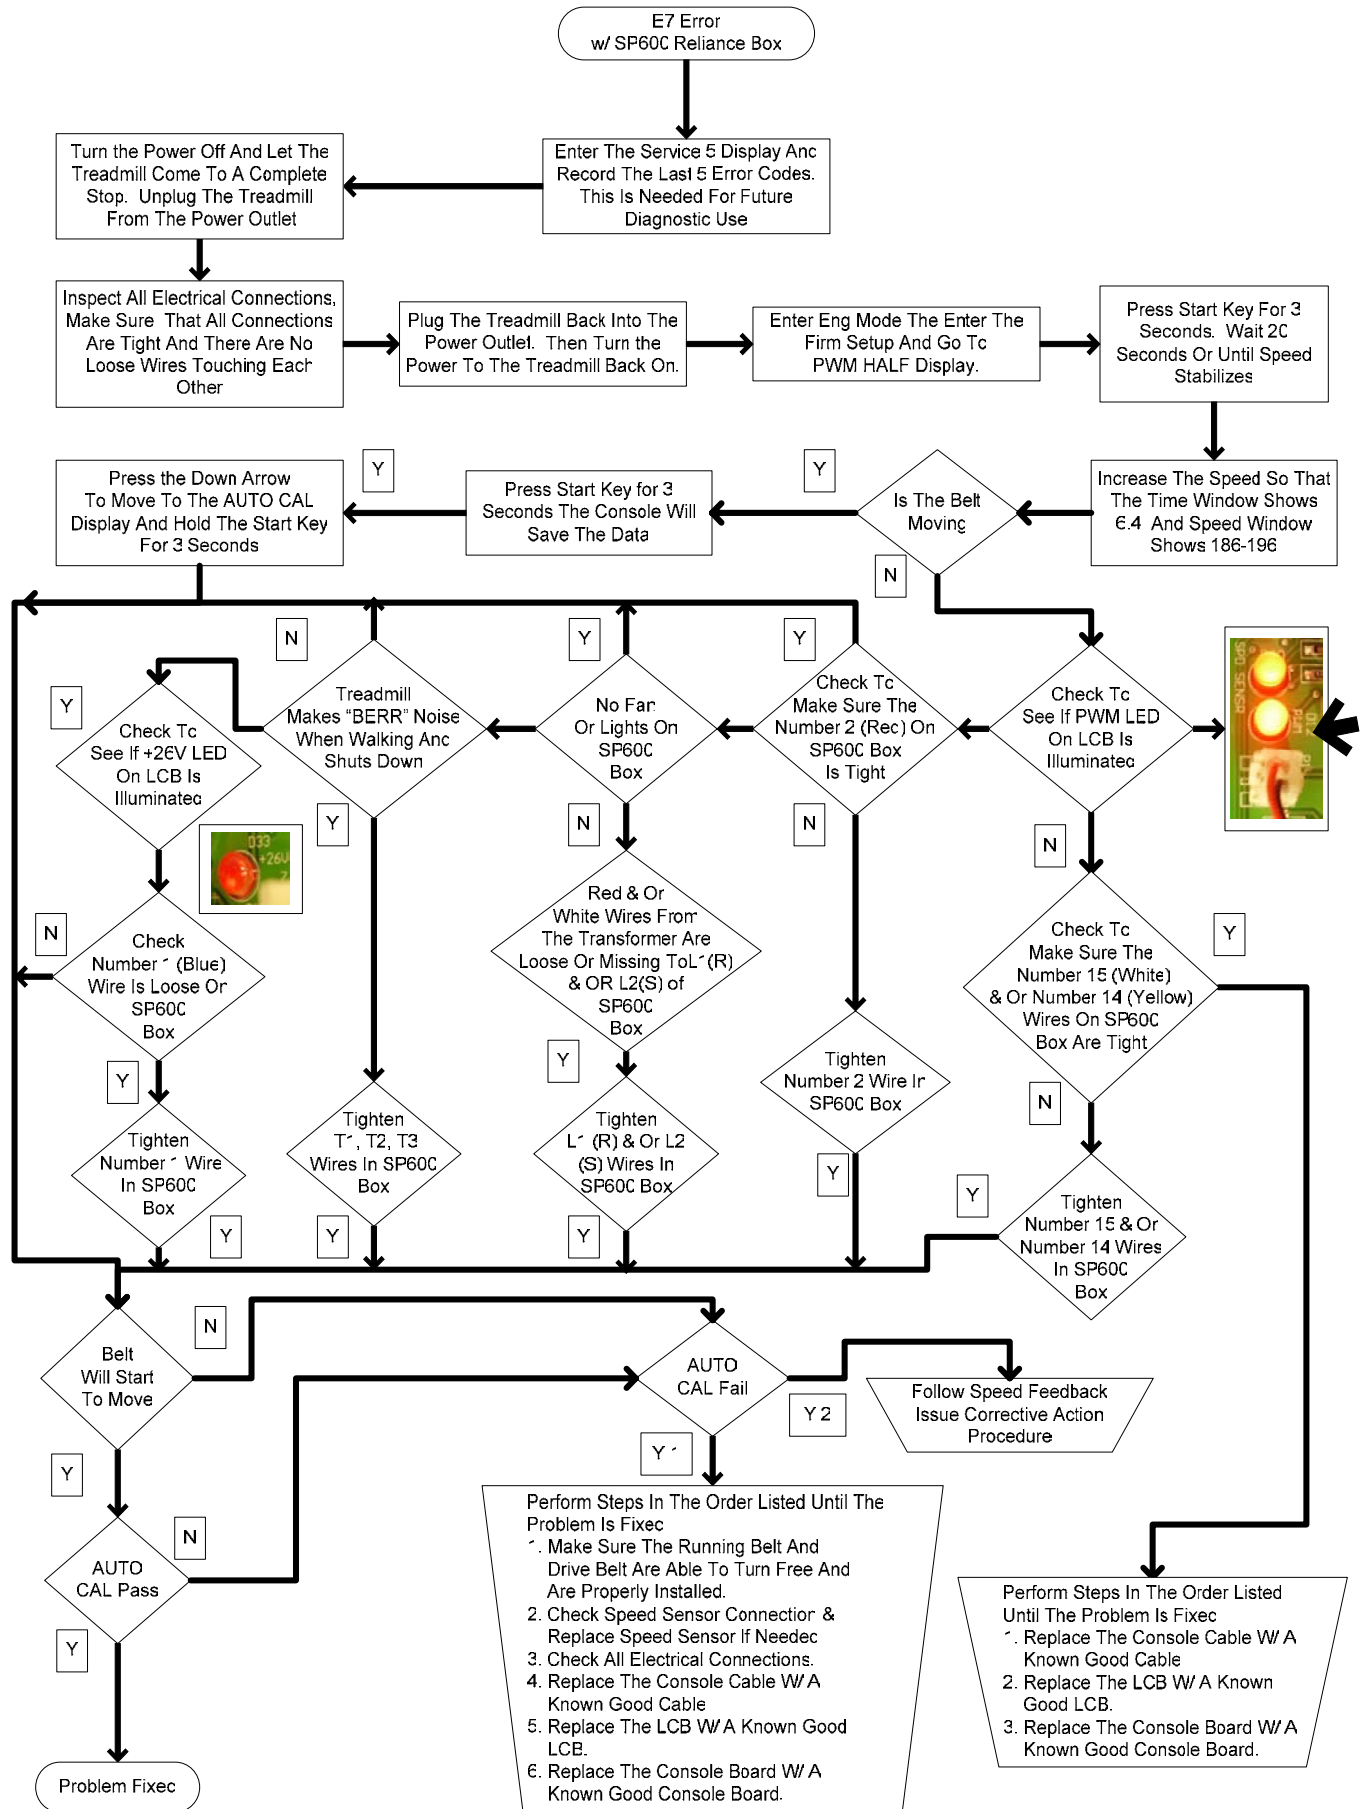 E7 Error
w/ SP600 Reliance Box
Enter The Service 5 Display And
Record The Last 5 Error Codes.
This Is Needed For Future
Diagnostic Use
Turn the Power Off And Let The
Treadmill Come To A Complete
Stop. Unplug The Treadmill
From The Power Outlet
Inspect All Electrical Connections,
Make Sure That All Connections
Are Tight And There Are No
Loose Wires Touching Each
Other
Plug The Treadmill Back Into The
Power Outlet. Then Turn the
Power To The Treadmill Back On.
Enter Eng Mode The Enter The
Firm Setup And Go To
PWM HALF Display.
Press Start Key For 3
Seconds. Wait 20
Seconds Or Until Speed
Stabilizes
Increase The Speed So That
The Time Window Shows
6.4 And Speed Window
Shows 186-196
Is The Belt
Moving
Y
Press Start Key for 3
Seconds The Console Will
Save The Data
Y
Press the Down Arrow
To Move To The AUTO CAL
Display And Hold The Start Key
For 3 Seconds
N
Check To
See If PWM LED
On LCB Is
Illuminated
SPD SENSR
PWM
Y
Check To
Make Sure The
Number 2 (Rec) On
SP600 Box
Is Tight
Y
No Fan
Or Lights On
SP600
Box
N
Treadmill
Makes "BERR" Noise
When Walking And
Shuts Down
Y
Check To
See If +26V LED
On LCB Is
Illuminated
D33
+26V
Y
N
N
N
Red & Or
White Wires From
The Transformer Are
Loose Or Missing To L1(R)
& OR L2(S) of
SP600
Box
N
Check
Number 1 (Blue)
Wire Is Loose On
SP600
Box
Check To
Make Sure The
Number 15 (White)
& Or Number 14 (Yellow)
Wires On SP600
Box Are Tight
Y
Y
Y
N
Tighten
Number 2 Wire In
SP600 Box
Tighten
Number 1 Wire
In SP600
Box
Tighten
T1, T2, T3
Wires In SP600
Box
Tighten
L1 (R) & Or L2
(S) Wires In
SP600 Box
Y
Y
Tighten
Number 15 & Or
Number 14 Wires
In SP600
Box
Y
Y
Y
Belt
Will Start
To Move
N
AUTO
CAL Fail
Y 2
Follow Speed Feedback
Issue Corrective Action
Procedure
Y
Y 1
AUTO
CAL Pass
N
Y
Problem Fixed
Perform Steps In The Order Listed Until The
Problem Is Fixed
1. Make Sure The Running Belt And
Drive Belt Are Able To Turn Free And
Are Properly Installed.
2. Check Speed Sensor Connection &
Replace Speed Sensor If Needed
3. Check All Electrical Connections.
4. Replace The Console Cable W/ A
Known Good Cable
5. Replace The LCB W/ A Known Good
LCB.
6. Replace The Console Board W/ A
Known Good Console Board.
Perform Steps In The Order Listed
Until The Problem Is Fixed
1. Replace The Console Cable W/ A
Known Good Cable
2. Replace The LCB W/ A Known
Good LCB.
3. Replace The Console Board W/ A
Known Good Console Board.